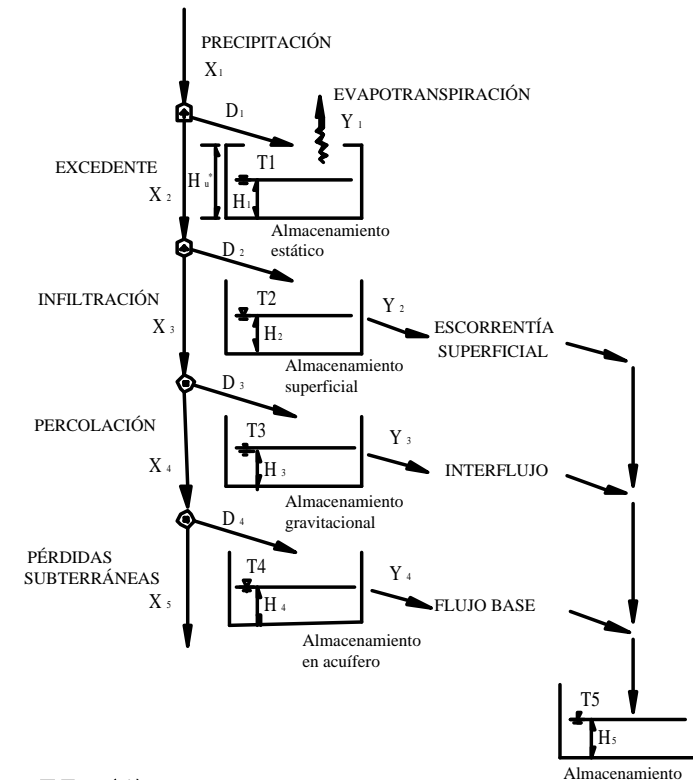 PRECIPITACIÓN
X₁
EVAPOTRANSPIRACIÓN
D₁
Y₁
EXCEDENTE
X₂
H u*
T1
H₁
Almacenamiento
estático
D₂
INFILTRACIÓN
X₃
T2
H₂
Y₂
ESCORRENTÍA
SUPERFICIAL
Almacenamiento
superficial
D₃
PERCOLACIÓN
X₄
T3
H₃
Y₃
INTERFLUJO
Almacenamiento
gravitacional
D₄
PÉRDIDAS
SUBTERRÁNEAS
X₅
T4
H₄
Y₄
FLUJO BASE
Almacenamiento
en acuífero
T5
H₅
Almacenamiento